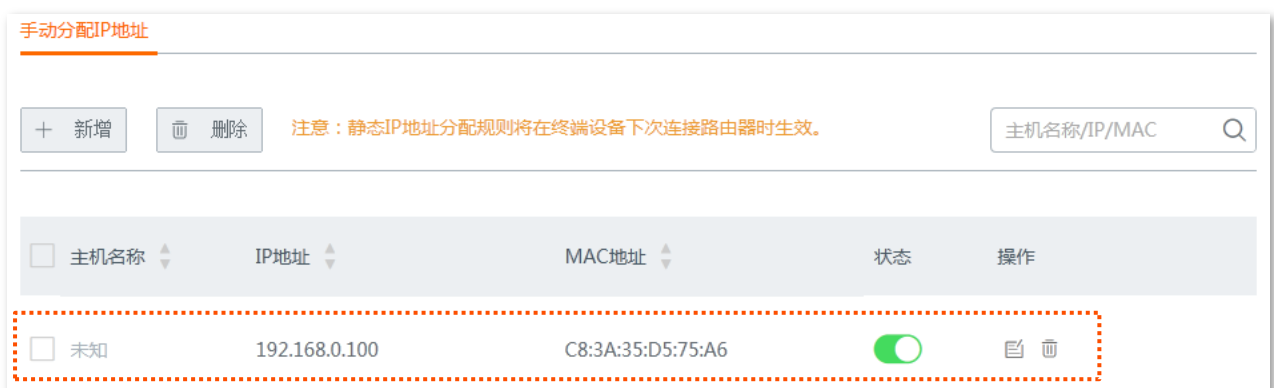 手动分配IP地址
新增 删除 注意：静态IP地址分配规则将在终端设备下次连接路由器时生效。 主机名称/IP/MAC
主机名称 IP地址 MAC地址 状态 操作
未知 192.168.0.100 C8:3A:35:D5:75:A6